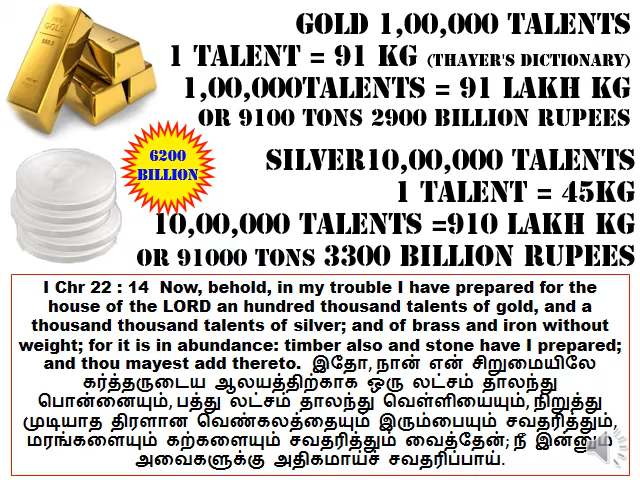 GOLD 1,00,000 TALENTS
1 TALENT = 91 KG (THAYER'S DICTIONARY)
1,00,000TALENTS = 91 LAKH KG
OR 9100 TONS 2900 BILLION RUPEES
6200
BILLION
SILVER10,00,000 TALENTS
1 TALENT = 45KG
10,00,000 TALENTS =910 LAKH KG
OR 91000 TONS 3300 BILLION RUPEES
I Chr 22 : 14 Now, behold, in my trouble I have prepared for the
house of the LORD an hundred thousand talents of gold, and a
thousand thousand talents of silver; and of brass and iron without
weight; for it is in abundance: timber also and stone have I prepared;
and thou mayest add thereto. இதோ, நான் என் சிறுமையிலே
கர்த்தருடைய ஆலயத்திற்காக ஒரு லட்சம் தாலந்து
பொன்னையும், பத்து லட்சம் தாலந்து வெள்ளியையும், நிறுத்து
முடியாத திரளான வெண்கலத்தையும் இரும்பையும் சவதரித்தும்,
மரங்களையும் கற்களையும் சவதரித்தும் வைத்தேன்; நீ இன்னும்
அவைகளுக்கு அதிகமாய்ச் சவதரிப்பாய்.